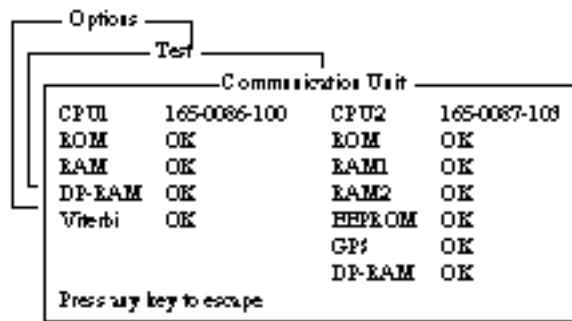 Options
Test
Communication Unit
CPU1 165-0086-100 CPU2 165-0087-103
ROM OK ROM OK
RAM OK RAM1 OK
DP-RAM OK RAM2 OK
Viterbi OK EEPROM OK
GPS OK
DP-RAM OK
Press any key to escape